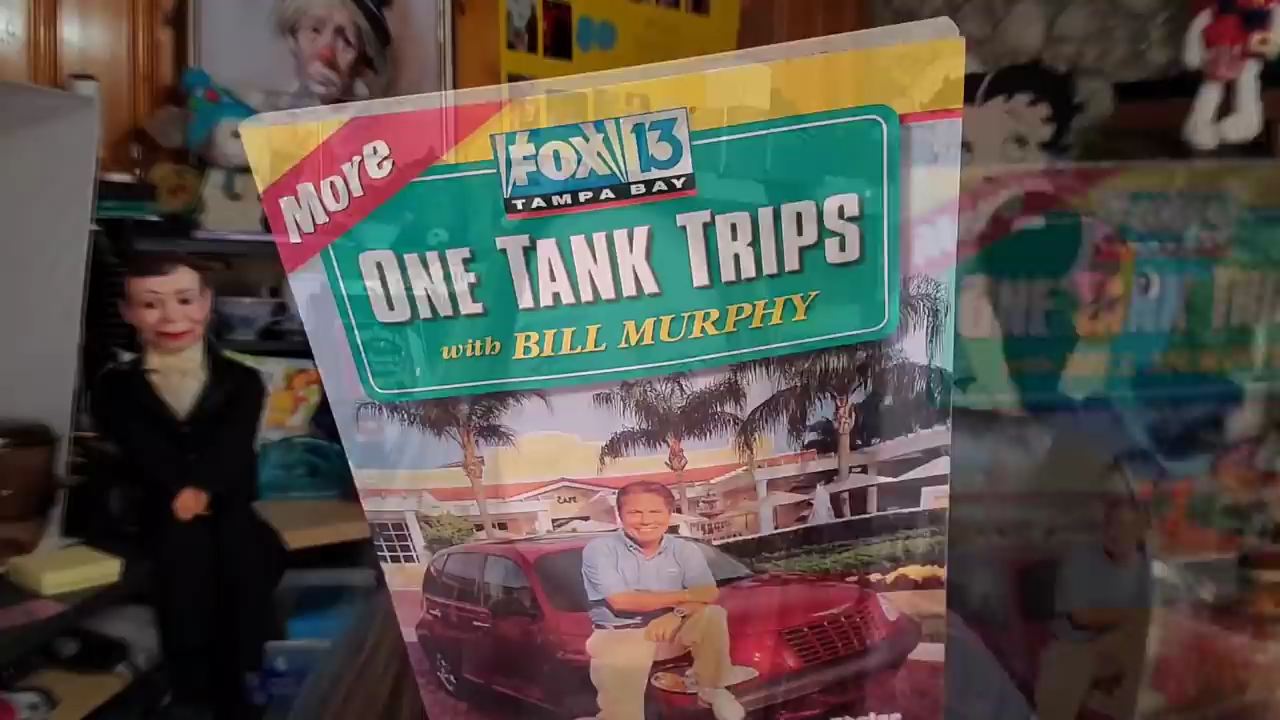 More
FOX 13
TAMPA BAY
ONE TANK TRIPS
with BILL MURPHY